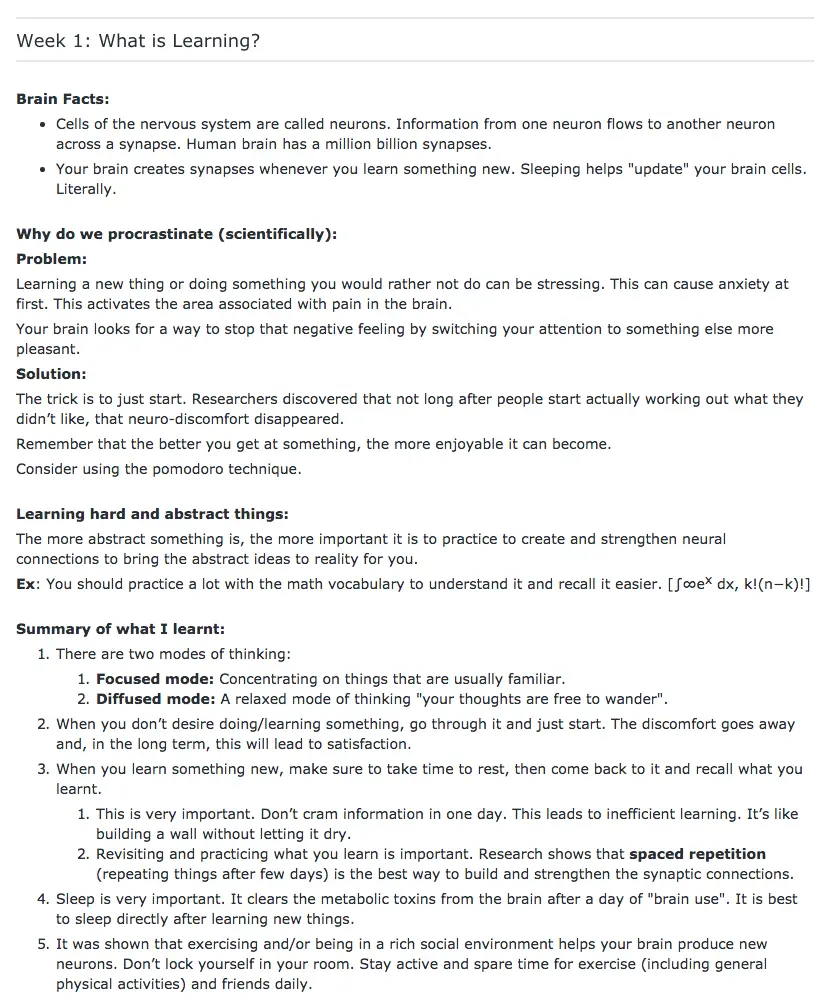 Week 1: What is Learning?
Brain Facts:
• Cells of the nervous system are called neurons. Information from one neuron flows to another neuron
across a synapse. Human brain has a million billion synapses.
• Your brain creates synapses whenever you learn something new. Sleeping helps "update" your brain cells.
Literally.
Why do we procrastinate (scientifically):
Problem:
Learning a new thing or doing something you would rather not do can be stressing. This can cause anxiety at
first. This activates the area associated with pain in the brain.
Your brain looks for a way to stop that negative feeling by switching your attention to something else more
pleasant.
Solution:
The trick is to just start. Researchers discovered that not long after people start actually working out what they
didn’t like, that neuro-discomfort disappeared.
Remember that the better you get at something, the more enjoyable it can become.
Consider using the pomodoro technique.
Learning hard and abstract things:
The more abstract something is, the more important it is to practice to create and strengthen neural
connections to bring the abstract ideas to reality for you.
Ex: You should practice a lot with the math vocabulary to understand it and recall it easier. [∫∞eˣ dx, k!(n−k)!]
Summary of what I learnt:
1. There are two modes of thinking:
1. Focused mode: Concentrating on things that are usually familiar.
2. Diffused mode: A relaxed mode of thinking "your thoughts are free to wander".
2. When you don’t desire doing/learning something, go through it and just start. The discomfort goes away
and, in the long term, this will lead to satisfaction.
3. When you learn something new, make sure to take time to rest, then come back to it and recall what you
learnt.
1. This is very important. Don’t cram information in one day. This leads to inefficient learning. It’s like
building a wall without letting it dry.
2. Revisiting and practicing what you learn is important. Research shows that spaced repetition
(repeating things after few days) is the best way to build and strengthen the synaptic connections.
4. Sleep is very important. It clears the metabolic toxins from the brain after a day of "brain use". It is best
to sleep directly after learning new things.
5. It was shown that exercising and/or being in a rich social environment helps your brain produce new
neurons. Don’t lock yourself in your room. Stay active and spare time for exercise (including general
physical activities) and friends daily.